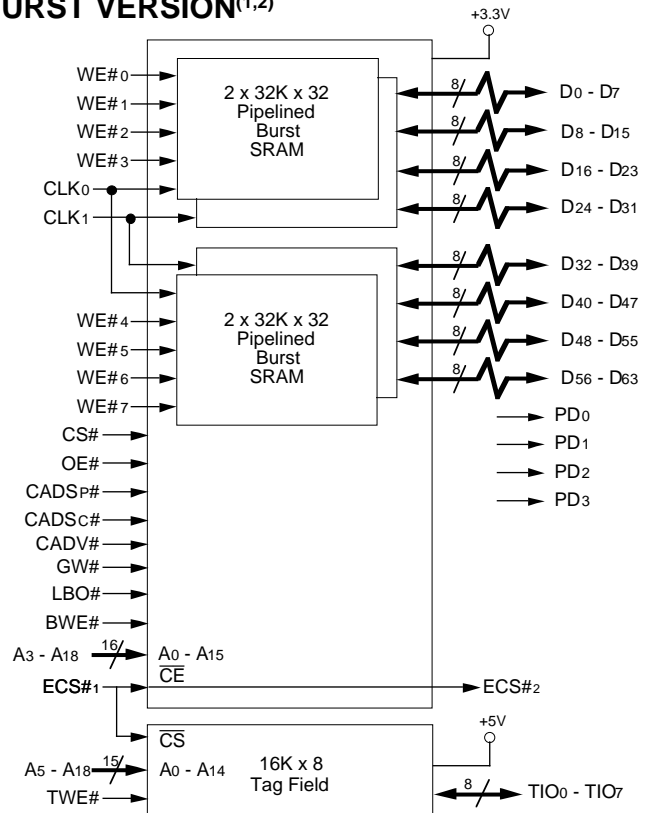 URST VERSION(1,2)
+3.3V
WE#0
WE#1
WE#2
WE#3
CLK0
CLK1
2 x 32K x 32
Pipelined
Burst
SRAM
8
D0 - D7
8
D8 - D15
8
D16 - D23
8
D24 - D31
8
D32 - D39
8
D40 - D47
8
D48 - D55
8
D56 - D63
WE#4
WE#5
WE#6
WE#7
2 x 32K x 32
Pipelined
Burst
SRAM
PD0
PD1
PD2
PD3
CS#
OE#
CADSP#
CADSC#
CADV#
GW#
LBO#
BWE#
A3 - A18
16
A0 - A15
CE
ECS#1
ECS#2
+5V
CS
A5 - A18
15
A0 - A14
TWE#
16K x 8
Tag Field
8
TIO0 - TIO7